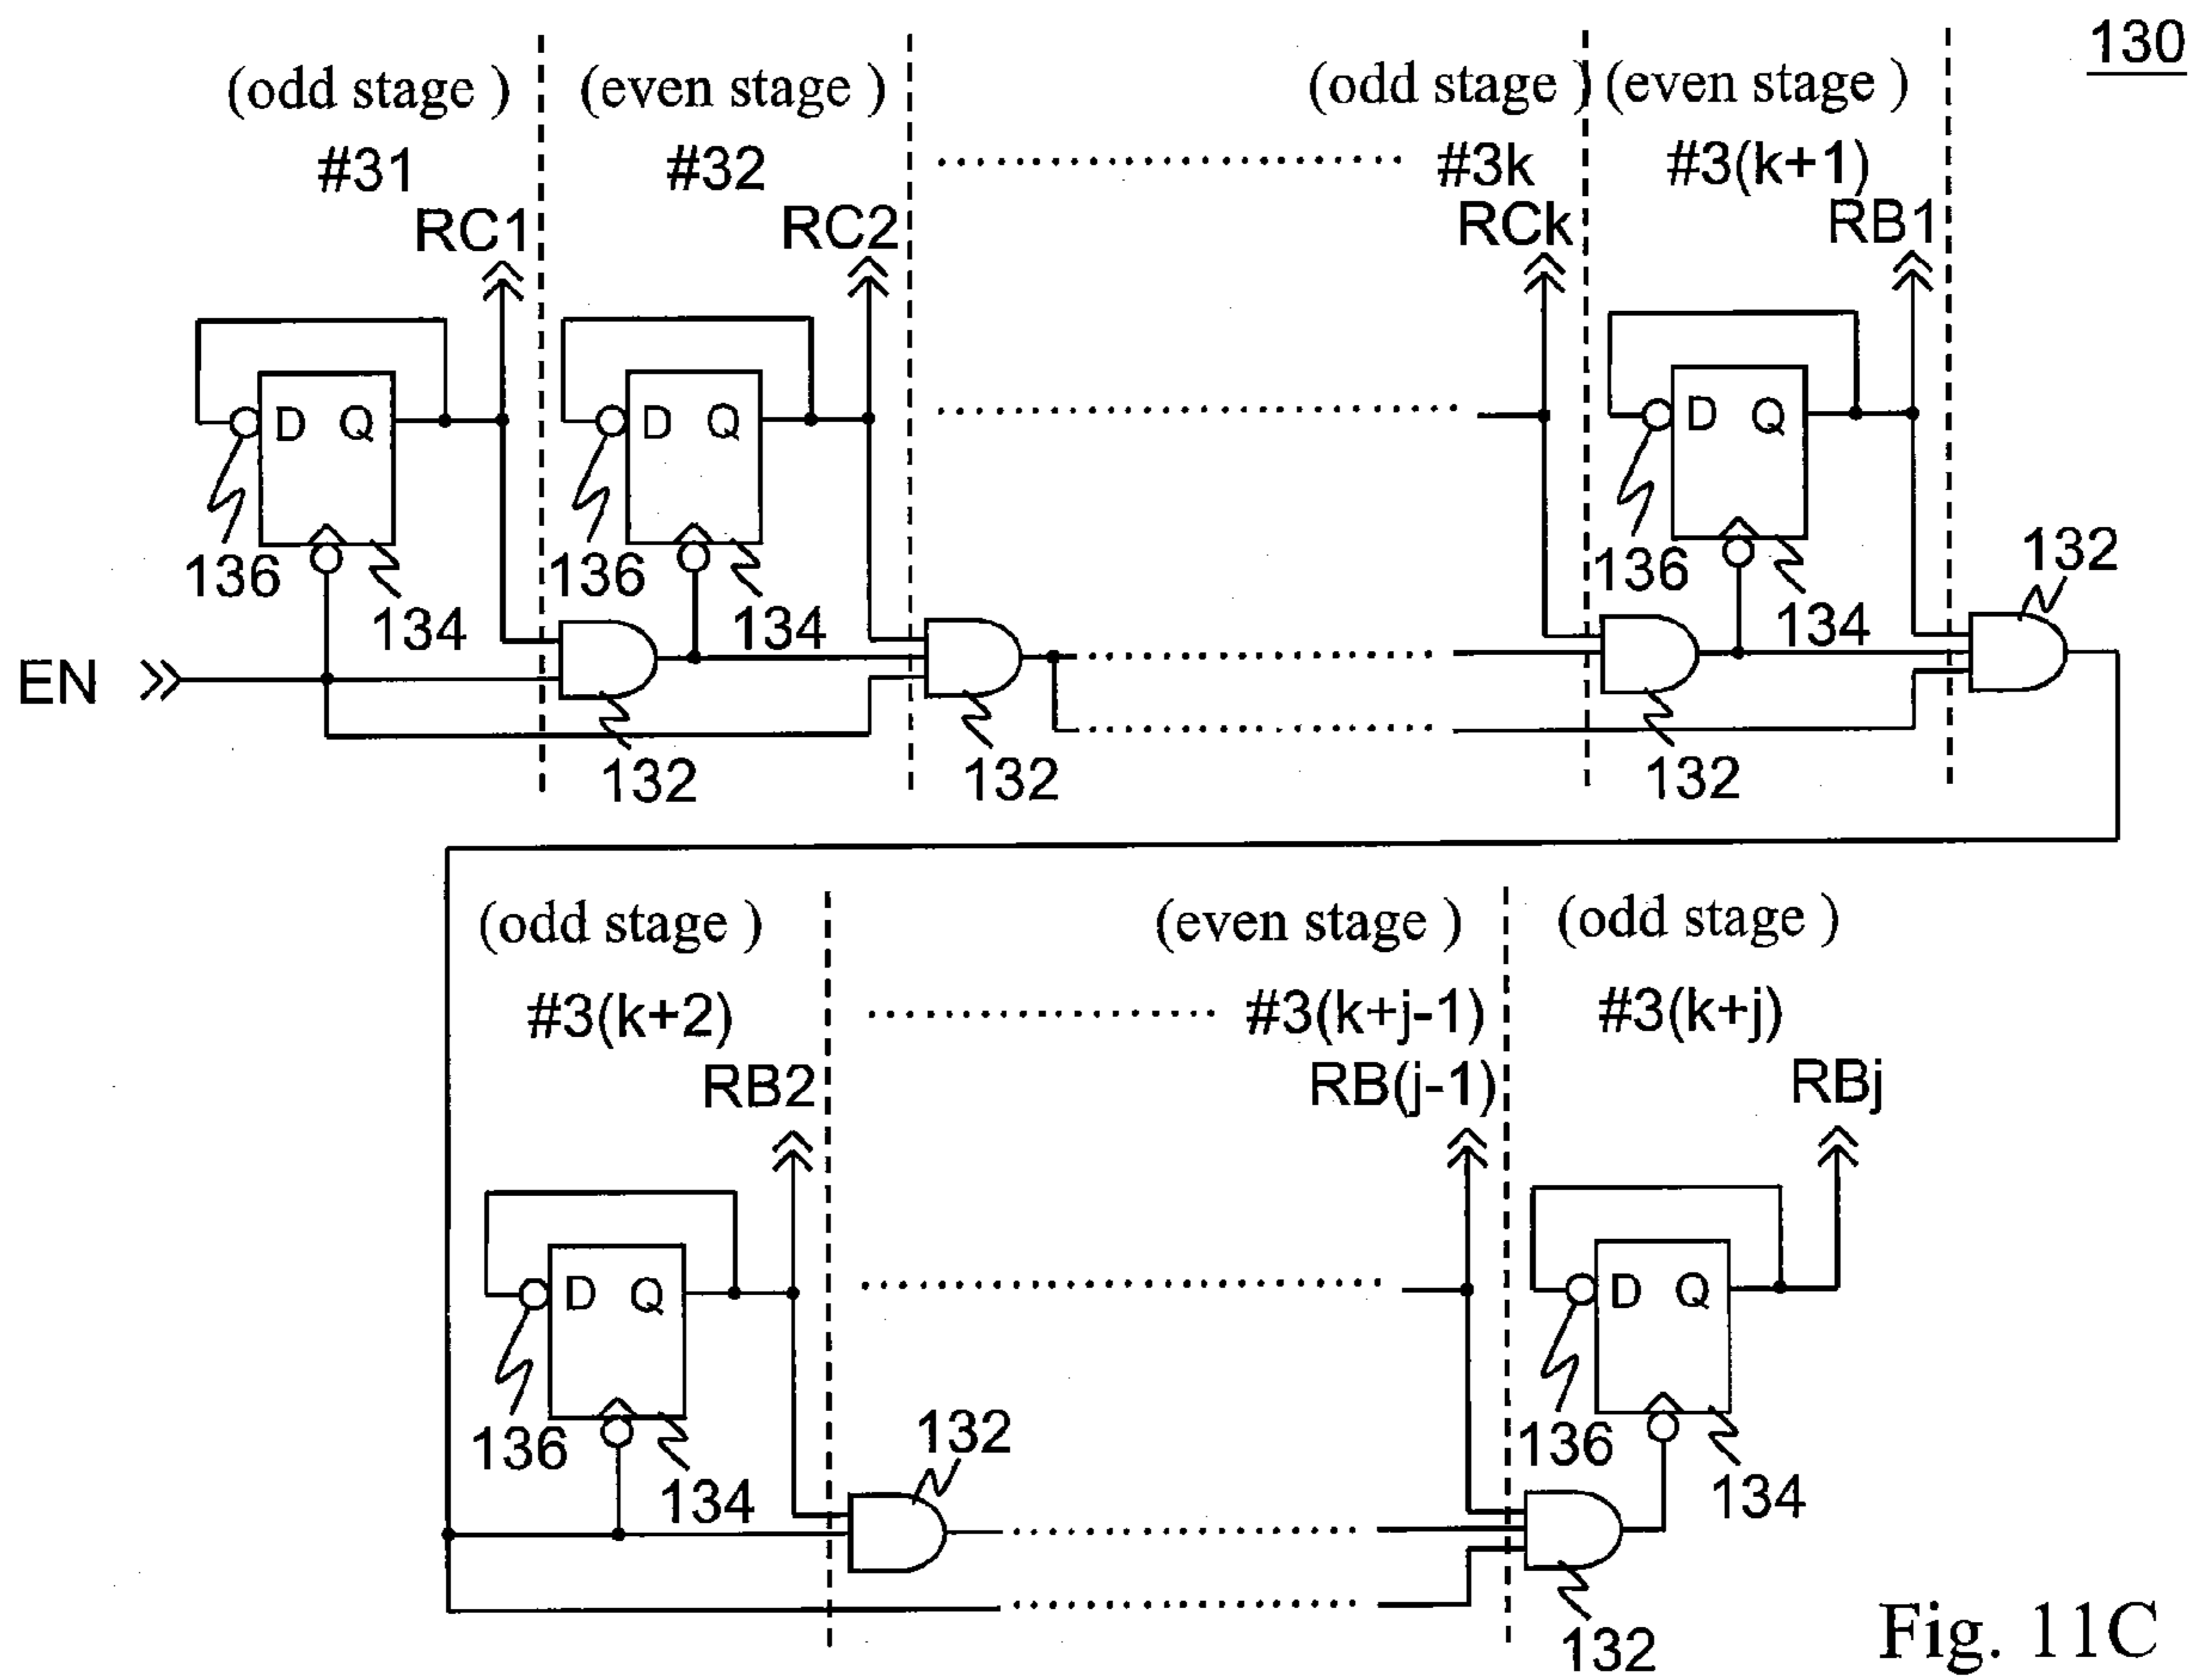 130
(odd stage ) (even stage ) (odd stage ) (even stage )
#31 #32 #3k #3(k+1)
RC1 RC2 RCk RB1
D Q D Q D Q
136 136 136 132
134 134 134
EN
132 132 132
(odd stage ) (even stage ) (odd stage )
#3(k+2) #3(k+j-1) #3(k+j)
RB2 RB(j-1) RBj
D Q D Q
136 132 136
134 134
132
Fig. 11C